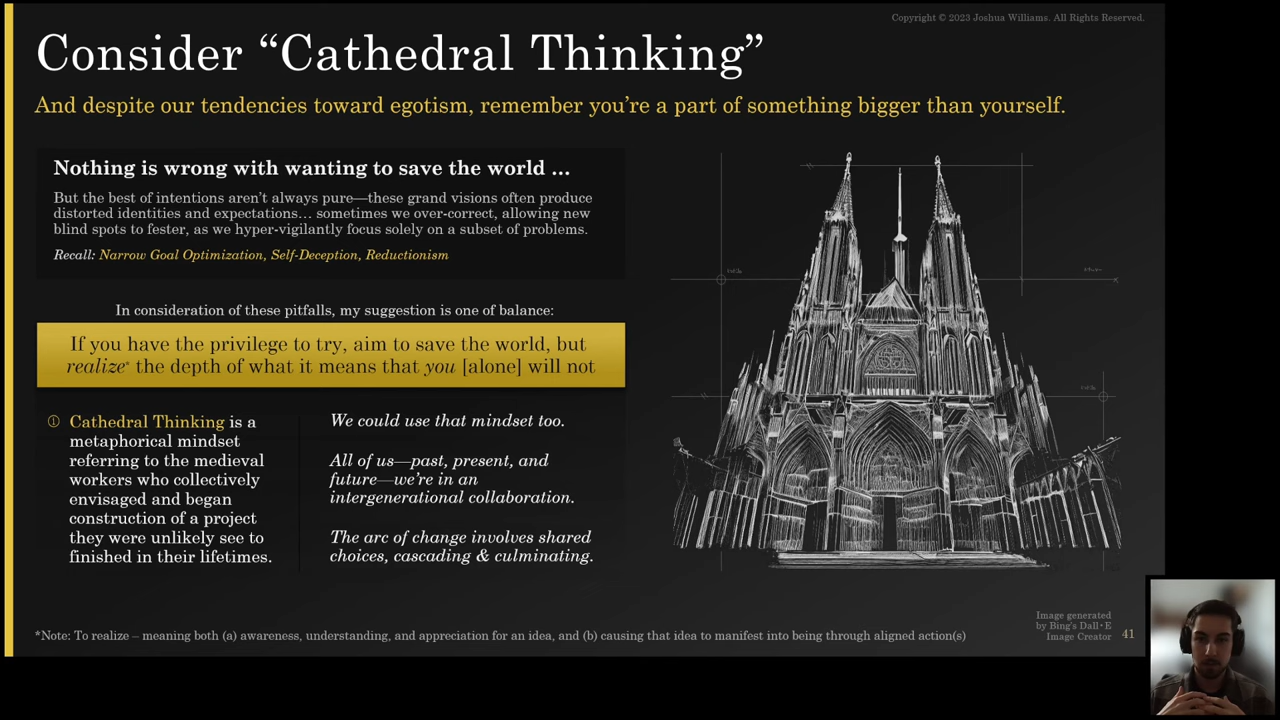 Copyright © 2023 Joshua Williams. All Rights Reserved.
Consider “Cathedral Thinking”
And despite our tendencies toward egotism, remember you’re a part of something bigger than yourself.
Nothing is wrong with wanting to save the world …
But the best of intentions aren’t always pure—these grand visions often produce
distorted identities and expectations… sometimes we over-correct, allowing new
blind spots to fester, as we hyper-vigilantly focus solely on a subset of problems.
Recall: Narrow Goal Optimization, Self-Deception, Reductionism
In consideration of these pitfalls, my suggestion is one of balance:
If you have the privilege to try, aim to save the world, but
realize* the depth of what it means that you [alone] will not
① Cathedral Thinking is a
metaphorical mindset
referring to the medieval
workers who collectively
envisaged and began
construction of a project
they were unlikely see to
finished in their lifetimes.
We could use that mindset too.
All of us—past, present, and
future—we’re in an
intergenerational collaboration.
The arc of change involves shared
choices, cascading & culminating.
*Note: To realize – meaning both (a) awareness, understanding, and appreciation for an idea, and (b) causing that idea to manifest into being through aligned action(s)
Image generated
by Bing's Dall•E
Image Creator
41